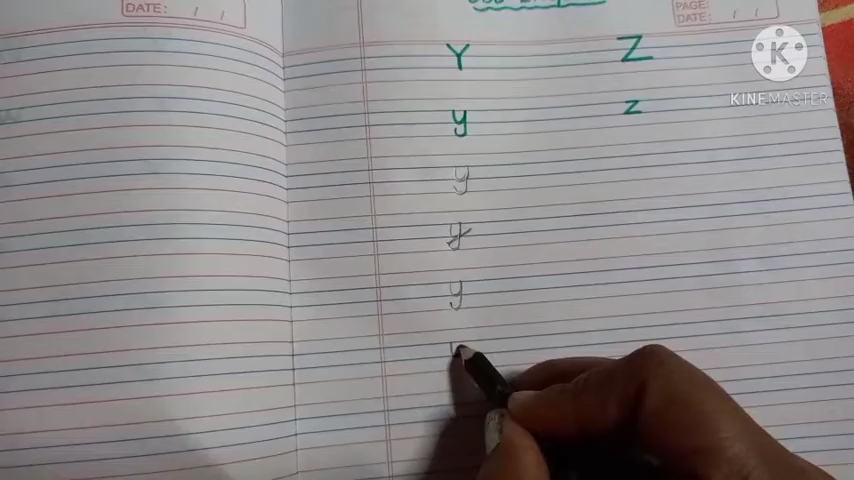 DATE: / /
PAGE:
DATE: / /
K
KINEMASTER
Y Z
y z
y
y
y